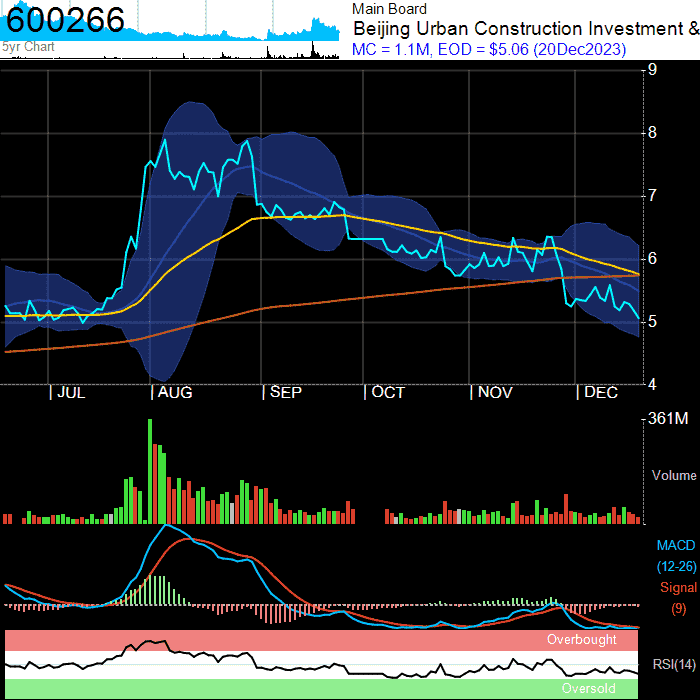 600266
5yr Chart
Main Board
Beijing Urban Construction Investment &
MC = 1.1M, EOD = $5.06 (20Dec2023)
9
8
7
6
5
4
JUL
AUG
SEP
OCT
NOV
DEC
361M
Volume
MACD
(12-26)
Signal
(9)
Overbought
RSI(14)
Oversold